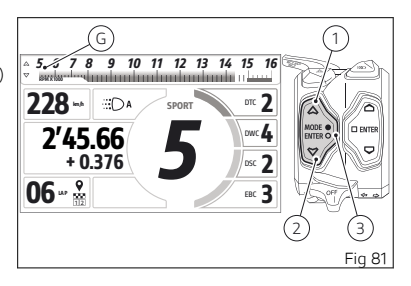 G
1
5 6 7 8 9 10 11 12 13 14 15 16
RPM X 1000
228 km/h
A
SPORT
DTC 2
2'45.66
+ 0.376
5
DWC 4
DSC 2
06 LAP
1|2
EBC 3
MODE
ENTER
ENTER
OFF
2
3
Fig 81